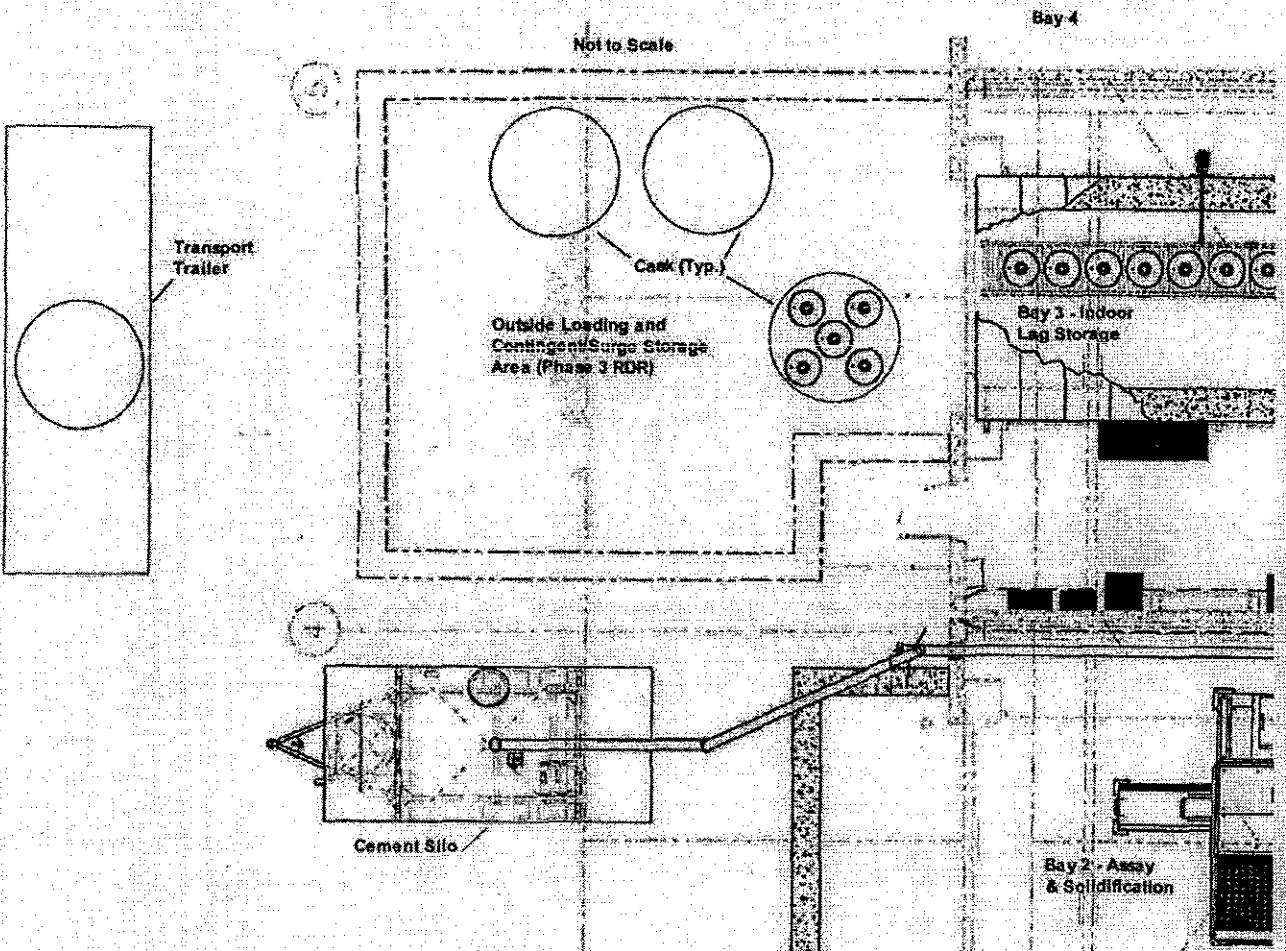 Bay 4
Not to Scale
Transport
Trailer
Cask (Typ.)
Outside Loading and
Contingent/Surge Storage
Area (Phase 3 RDR)
Bay 3 - Indoor
Lag Storage
Cement Silo
Bay 2 - Assay
& Solidification